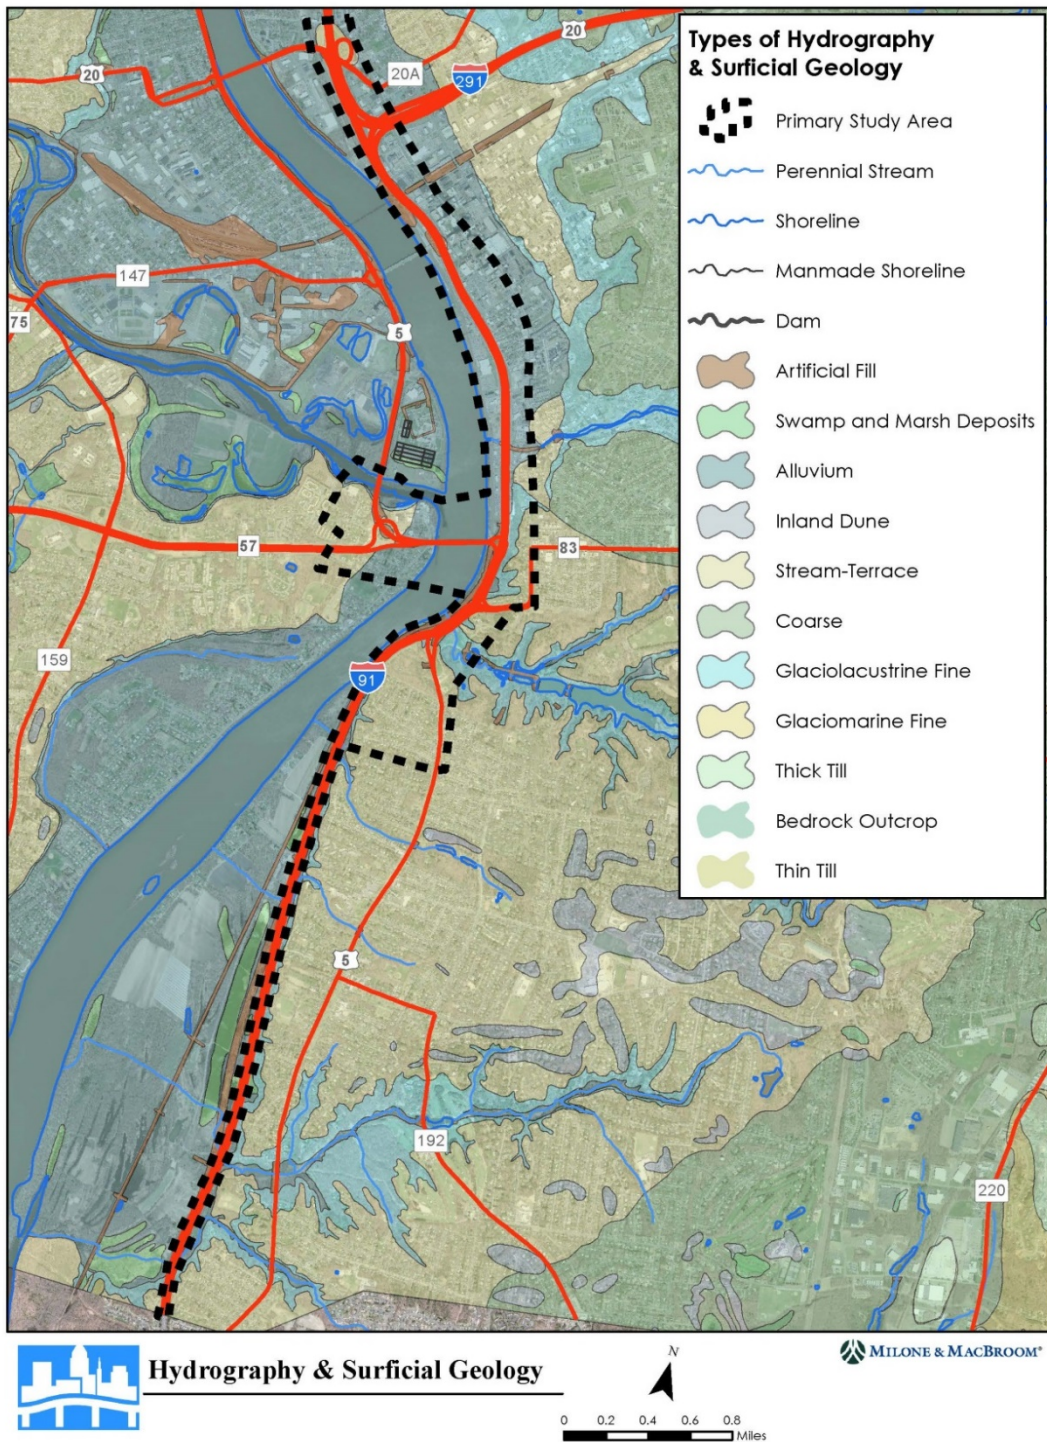 Types of Hydrography
& Surficial Geology
Primary Study Area
Perennial Stream
Shoreline
Manmade Shoreline
Dam
Artificial Fill
Swamp and Marsh Deposits
Alluvium
Inland Dune
Stream-Terrace
Coarse
Glaciolacustrine Fine
Glaciomarine Fine
Thick Till
Bedrock Outcrop
Thin Till
20
20
20A
291
147
75
5
57
83
159
91
5
192
220
Hydrography & Surficial Geology
N
0 0.2 0.4 0.6 0.8
Miles
MILONE & MACBROOM®